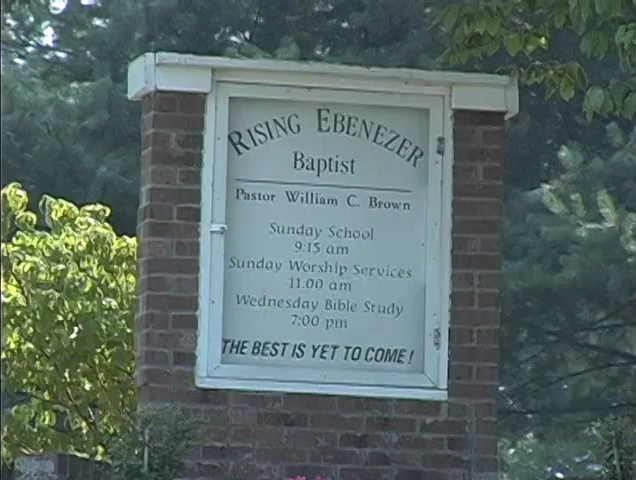 RISING EBENEZER
Baptist
Pastor William C. Brown
Sunday School
9:15 am
Sunday Worship Services
11:00 am
Wednesday Bible Study
7:00 pm
THE BEST IS YET TO COME!